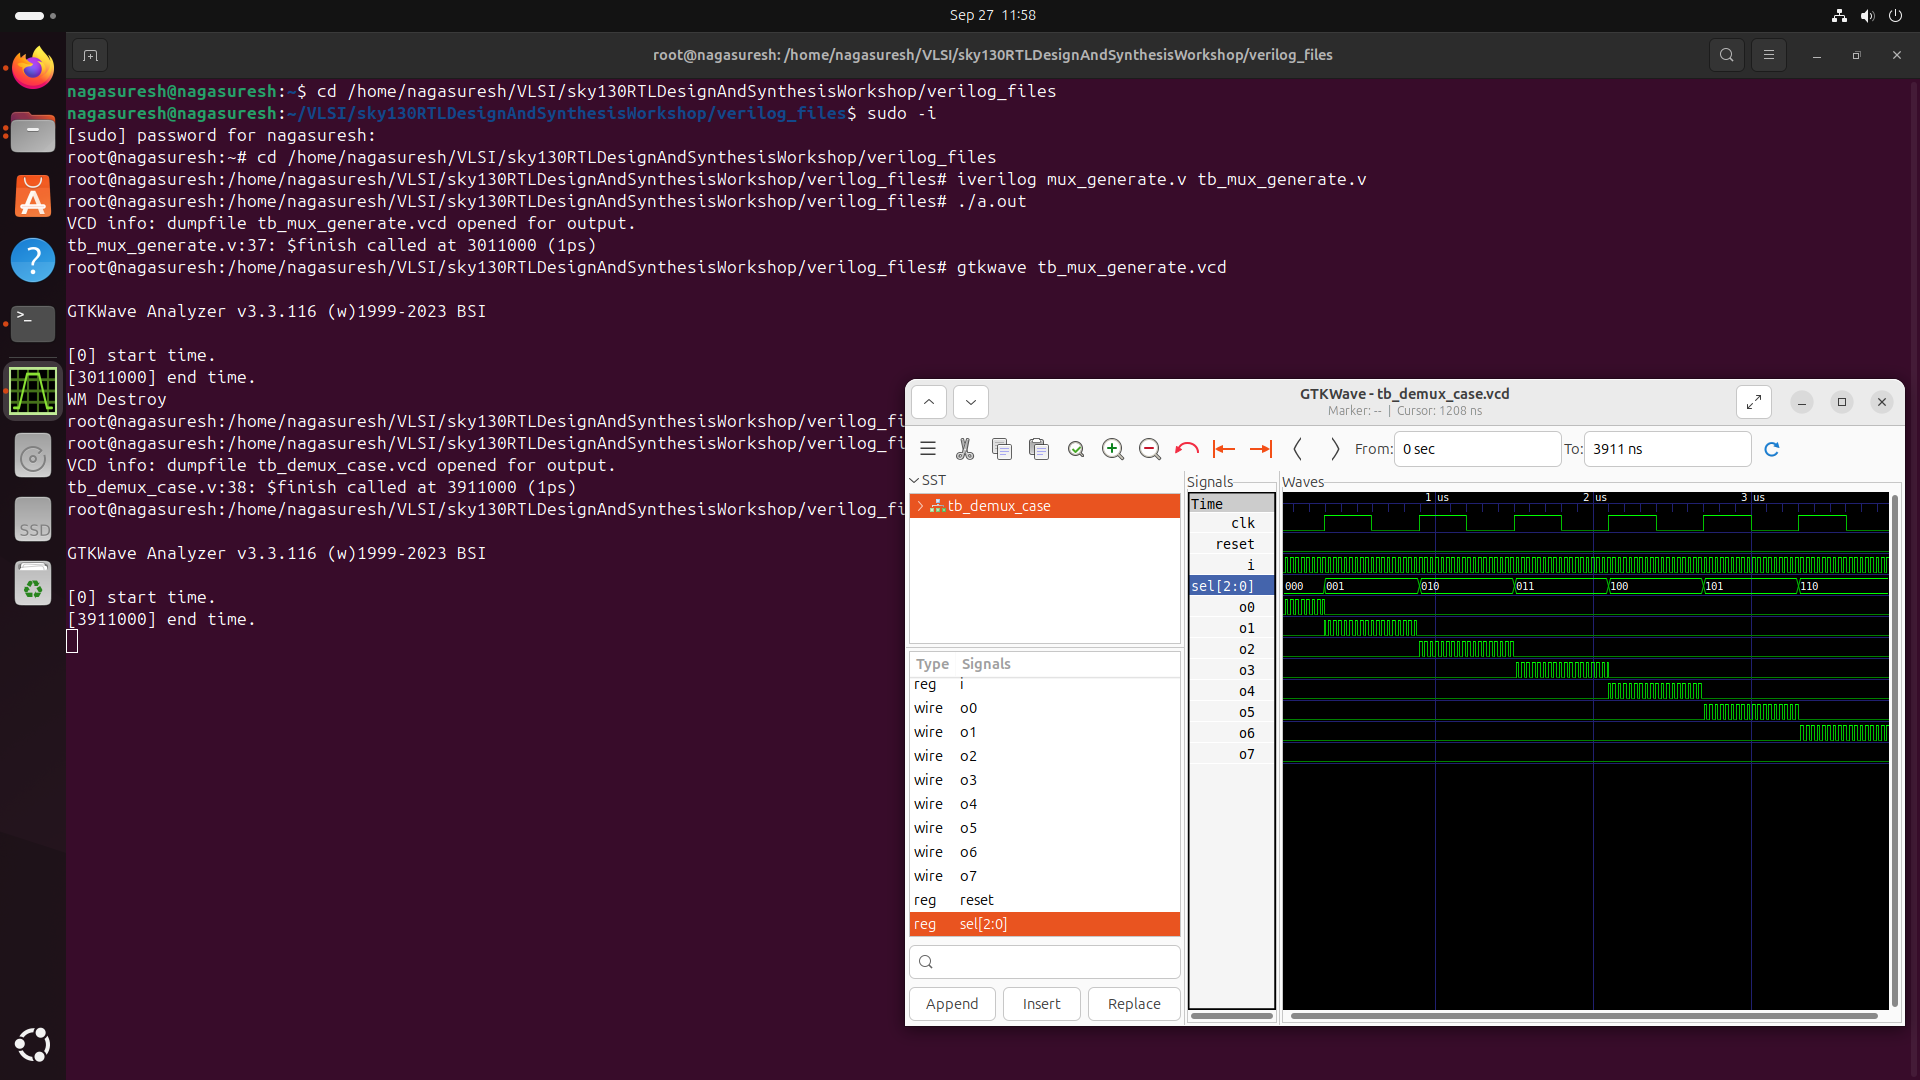 Sep 27 11:58
root@nagasuresh: /home/nagasuresh/VLSI/sky130RTLDesignAndSynthesisWorkshop/verilog_files
nagasuresh@nagasuresh:~$ cd /home/nagasuresh/VLSI/sky130RTLDesignAndSynthesisWorkshop/verilog_files
nagasuresh@nagasuresh:~/VLSI/sky130RTLDesignAndSynthesisWorkshop/verilog_files$ sudo -i
[sudo] password for nagasuresh:
root@nagasuresh:~# cd /home/nagasuresh/VLSI/sky130RTLDesignAndSynthesisWorkshop/verilog_files
root@nagasuresh:/home/nagasuresh/VLSI/sky130RTLDesignAndSynthesisWorkshop/verilog_files# iverilog mux_generate.v tb_mux_generate.v
root@nagasuresh:/home/nagasuresh/VLSI/sky130RTLDesignAndSynthesisWorkshop/verilog_files# ./a.out
VCD info: dumpfile tb_mux_generate.vcd opened for output.
tb_mux_generate.v:37: $finish called at 3011000 (1ps)
root@nagasuresh:/home/nagasuresh/VLSI/sky130RTLDesignAndSynthesisWorkshop/verilog_files# gtkwave tb_mux_generate.vcd
GTKWave Analyzer v3.3.116 (w)1999-2023 BSI
[0] start time.
[3011000] end time.
WM Destroy
root@nagasuresh:/home/nagasuresh/VLSI/sky130RTLDesignAndSynthesisWorkshop/verilog_fi
root@nagasuresh:/home/nagasuresh/VLSI/sky130RTLDesignAndSynthesisWorkshop/verilog_fi
VCD info: dumpfile tb_demux_case.vcd opened for output.
tb_demux_case.v:38: $finish called at 3911000 (1ps)
root@nagasuresh:/home/nagasuresh/VLSI/sky130RTLDesignAndSynthesisWorkshop/verilog_fi
GTKWave Analyzer v3.3.116 (w)1999-2023 BSI
[0] start time.
[3911000] end time.
SSD
GTKWave - tb_demux_case.vcd
Marker: -- | Cursor: 1208 ns
From: 0 sec To: 3911 ns
SST
tb_demux_case
Type Signals
reg i
wire o0
wire o1
wire o2
wire o3
wire o4
wire o5
wire o6
wire o7
reg reset
reg sel[2:0]
Append Insert Replace
Signals
Time
clk
reset
i
sel[2:0]
o0
o1
o2
o3
o4
o5
o6
o7
Waves
1 us 2 us 3 us
000 001 010 011 100 101 110